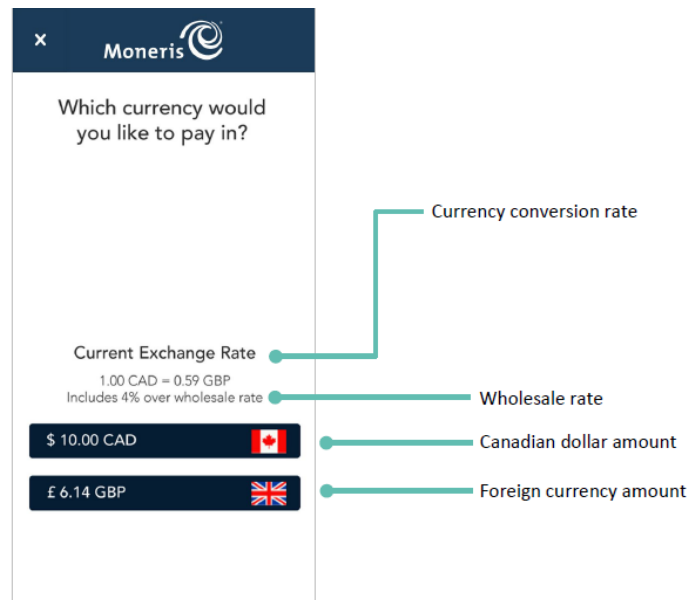 ×
Moneris
Which currency would
you like to pay in?
Currency conversion rate
Current Exchange Rate
1.00 CAD = 0.59 GBP
Includes 4% over wholesale rate
Wholesale rate
$ 10.00 CAD
Canadian dollar amount
£ 6.14 GBP
Foreign currency amount